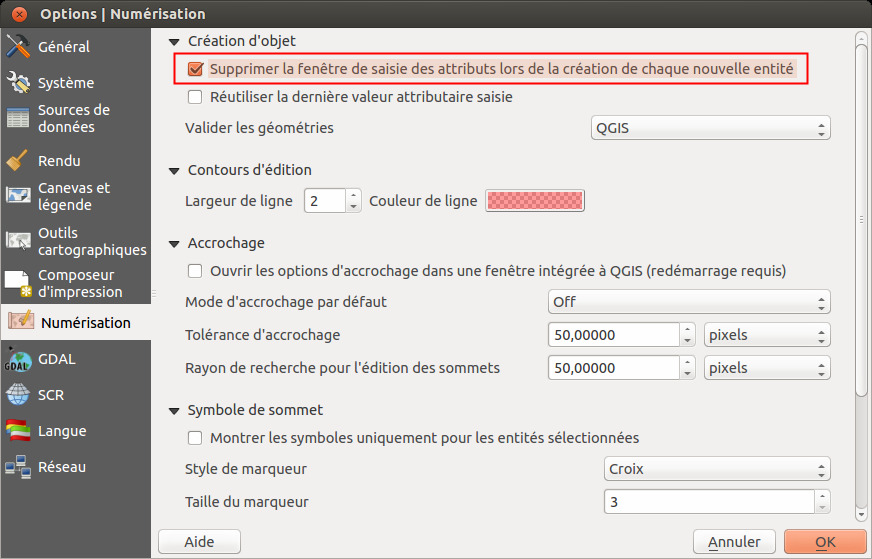 Options | Numérisation
Général
Système
Sources de
données
Rendu
Canevas et
légende
Outils
cartographiques
Composeur
d'impression
Numérisation
GDAL
GDAL
SCR
Langue
Réseau
Création d'objet
Supprimer la fenêtre de saisie des attributs lors de la création de chaque nouvelle entité
Réutiliser la dernière valeur attributaire saisie
Valider les géométries QGIS
Contours d'édition
Largeur de ligne 2 Couleur de ligne
Accrochage
Ouvrir les options d'accrochage dans une fenêtre intégrée à QGIS (redémarrage requis)
Mode d'accrochage par défaut Off
Tolérance d'accrochage 50,00000 pixels
Rayon de recherche pour l'édition des sommets 50,00000 pixels
Symbole de sommet
Montrer les symboles uniquement pour les entités sélectionnées
Style de marqueur Croix
Taille du marqueur 3
Aide Annuler OK